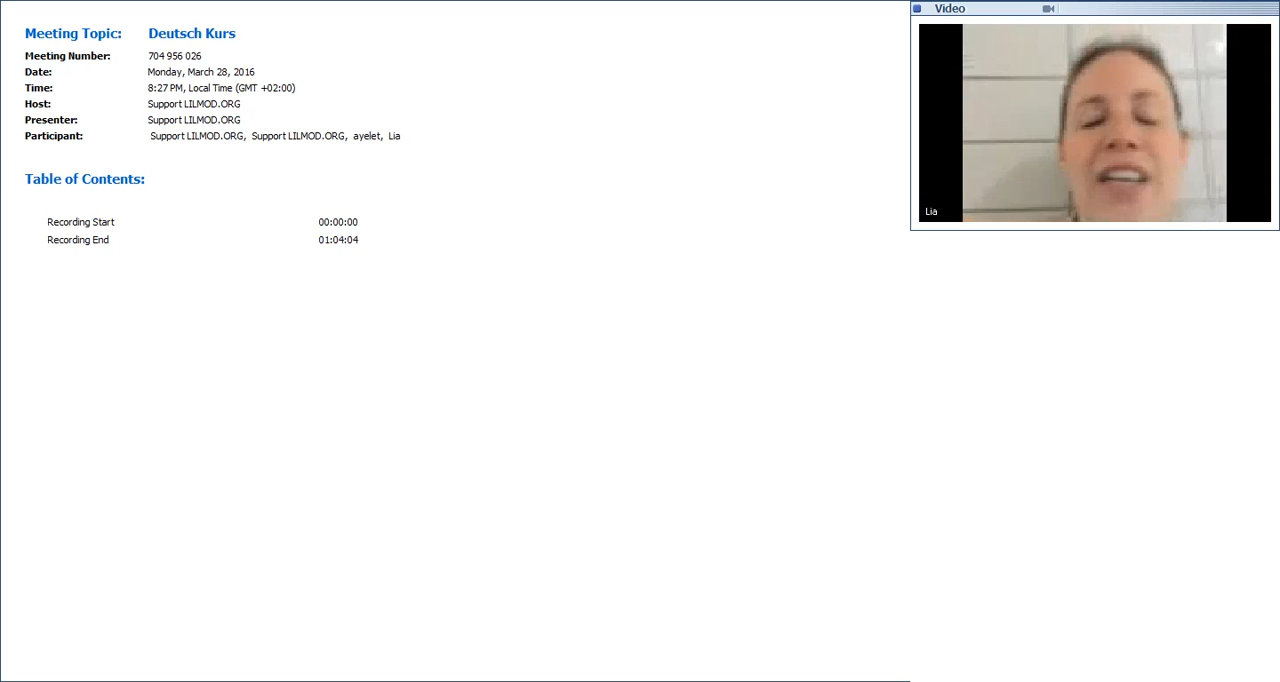 Meeting Topic: Deutsch Kurs
Meeting Number: 704 956 026
Date: Monday, March 28, 2016
Time: 8:27 PM, Local Time (GMT +02:00)
Host: Support LILMOD.ORG
Presenter: Support LILMOD.ORG
Participant: Support LILMOD.ORG, Support LILMOD.ORG, ayelet, Lia
Table of Contents:
Recording Start 00:00:00
Recording End 01:04:04
Video
Lia